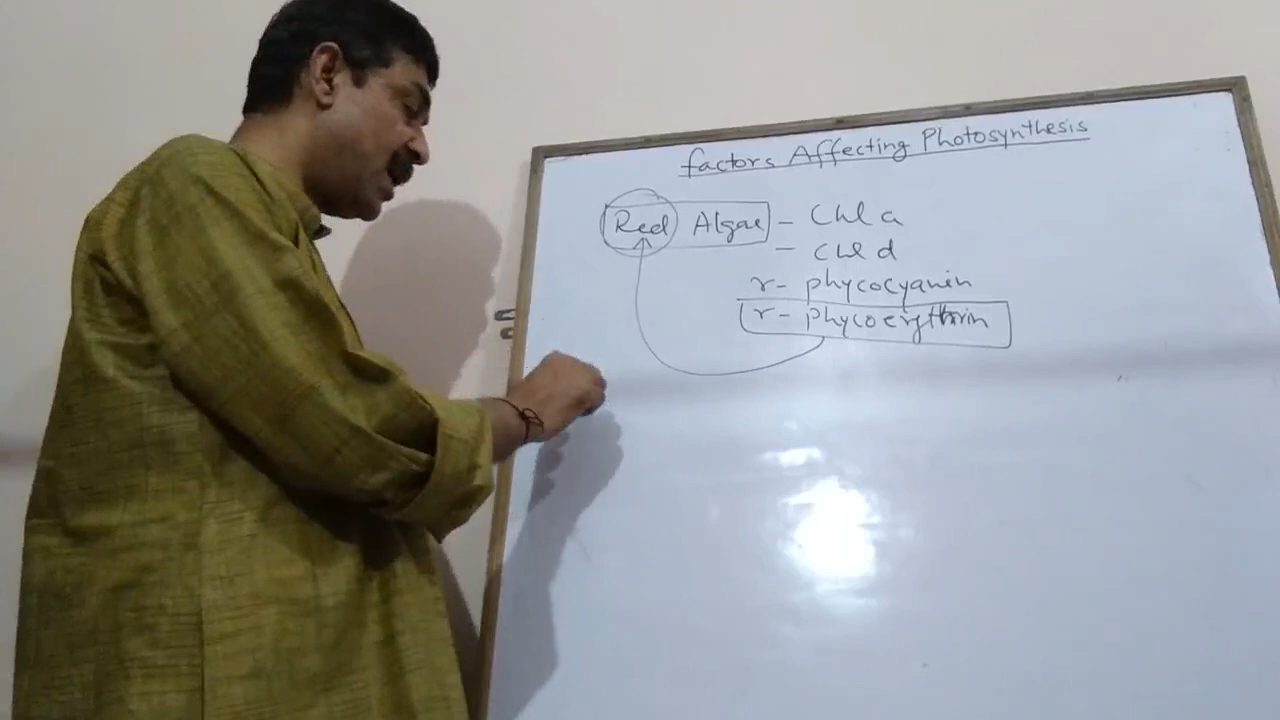 factors Affecting Photosynthesis
Red Algae - Chl a
- Chl d
r- phycocyanin
r- phycoerythrin